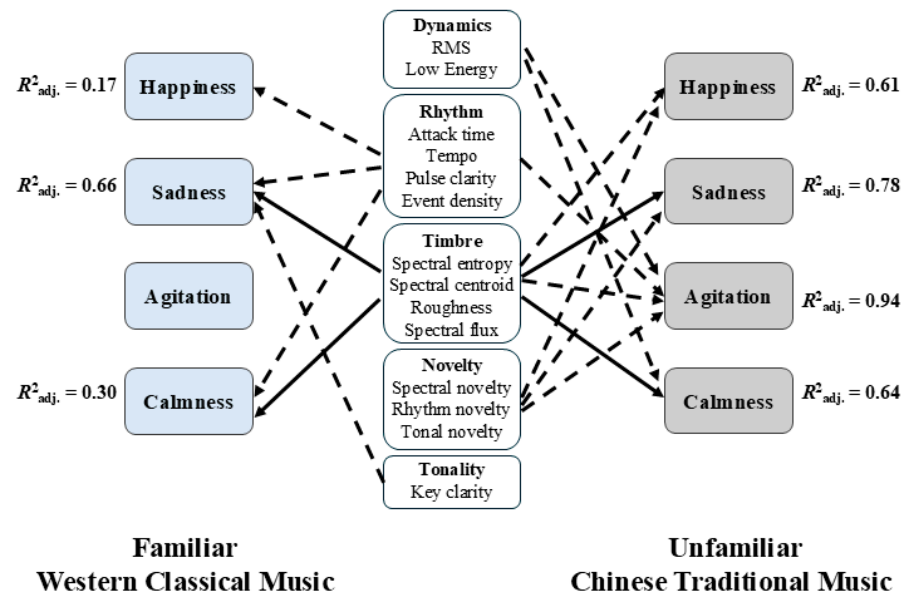 Dynamics
RMS
Low Energy
R²adj. = 0.17
Happiness
Happiness
R²adj. = 0.61
Rhythm
Attack time
Tempo
Pulse clarity
Event density
R²adj. = 0.66
Sadness
Sadness
R²adj. = 0.78
Timbre
Spectral entropy
Spectral centroid
Roughness
Spectral flux
Agitation
Agitation
R²adj. = 0.94
Novelty
Spectral novelty
Rhythm novelty
Tonal novelty
R²adj. = 0.30
Calmness
Calmness
R²adj. = 0.64
Tonality
Key clarity
Familiar
Western Classical Music
Unfamiliar
Chinese Traditional Music